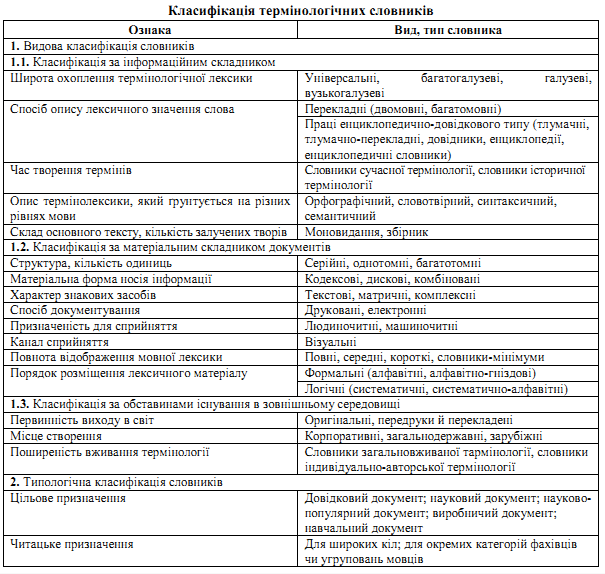 Класифікація термінологічних словників
Ознака Вид, тип словника
1. Видова класифікація словників
1.1. Класифікація за інформаційним складником
Широта охоплення термінологічної лексики Універсальні, багатогалузеві, галузеві,
вузькогалузеві
Спосіб опису лексичного значення слова Перекладні (двомовні, багатомовні)
Праці енциклопедично-довідкового типу (тлумачні,
тлумачно-перекладні, довідники, енциклопедії,
енциклопедичні словники)
Час творення термінів Словники сучасної термінології, словники історичної
термінології
Опис термінолексики, який ґрунтується на різних Орфографічний, словотвірний, синтаксичний,
рівнях мови семантичний
Склад основного тексту, кількість залучених творів Моновидання, збірник
1.2. Класифікація за матеріальним складником документів
Структура, кількість одиниць Серійні, однотомні, багатотомні
Матеріальна форма носія інформації Кодексові, дискові, комбіновані
Характер знакових засобів Текстові, матричні, комплексні
Спосіб документування Друковані, електронні
Призначеність для сприйняття Людиночитні, машиночитні
Канал сприйняття Візуальні
Повнота відображення мовної лексики Повні, середні, короткі, словники-мінімуми
Порядок розміщення лексичного матеріалу Формальні (алфавітні, алфавітно-гніздові)
Логічні (систематичні, систематично-алфавітні)
1.3. Класифікація за обставинами існування в зовнішньому середовищі
Первинність виходу в світ Оригінальні, передруки й перекладені
Місце створення Корпоративні, загальнодержавні, зарубіжні
Поширеність вживання термінології Словники загальновживаної тармінології, словники
індивідуально-авторської термінології
2. Типологічна класифікація словників
Цільове призначення Довідковий документ; науковий документ; науково-
популярний документ; виробничий документ;
навчальний документ
Читацьке призначення Для широких кіл; для окремих категорій фахівців
чи угруповань мовців